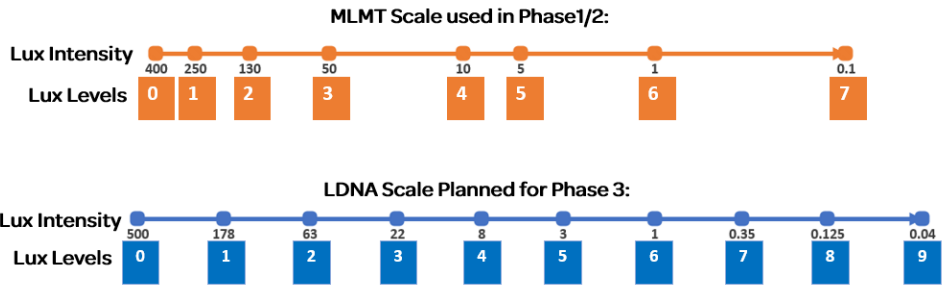 MLMT Scale used in Phase1/2:
Lux Intensity
400 250 130 50 10 5 1 0.1
Lux Levels 0 1 2 3 4 5 6 7
LDNA Scale Planned for Phase 3:
Lux Intensity
500 178 63 22 8 3 1 0.35 0.125 0.04
Lux Levels 0 1 2 3 4 5 6 7 8 9